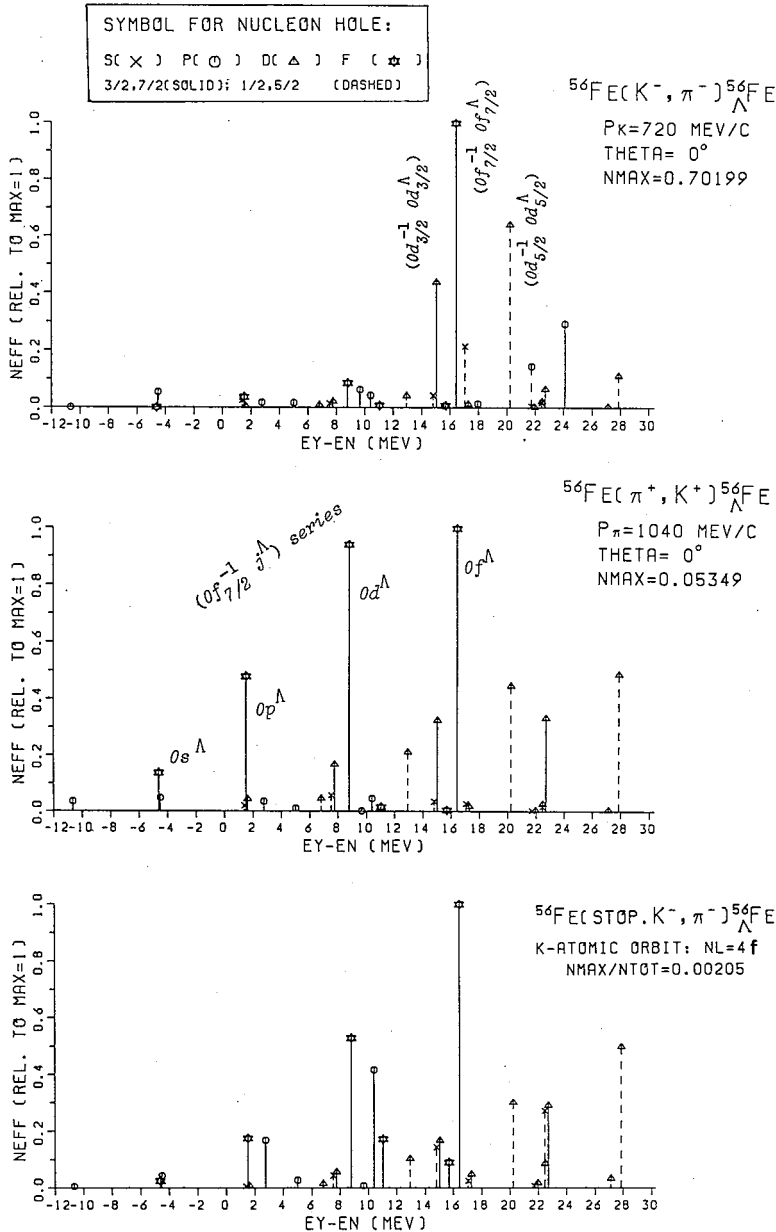 SYMBOL FOR NUCLEON HOLE:
S( × ) P( ○ ) D( △ ) F ( ✡ )
3/2,7/2(SOLID); 1/2,5/2 (DASHED)
⁵⁶FE(K⁻, π⁻)⁵⁶ΛFE
PK=720 MEV/C
THETA= 0°
NMAX=0.70199
(0d⁻¹3/2 0dΛ3/2)
(0f⁻¹7/2 0fΛ7/2)
(0d⁻¹5/2 0dΛ5/2)
NEFF (REL. TO MAX=1)
1.0
0.8
0.6
0.4
0.2
0.0
-12 -10 -8 -6 -4 -2 0 2 4 6 8 10 12 14 16 18 20 22 24 26 28 30
EY-EN (MEV)
⁵⁶FE(π⁺, K⁺)⁵⁶ΛFE
Pπ=1040 MEV/C
THETA= 0°
NMAX=0.05349
(0f⁻¹7/2 jΛ) series
0sΛ
0pΛ
0dΛ
0fΛ
NEFF (REL. TO MAX=1)
1.0
0.8
0.6
0.4
0.2
0.0
-12 -10 -8 -6 -4 -2 0 2 4 6 8 10 12 14 16 18 20 22 24 26 28 30
EY-EN (MEV)
⁵⁶FE(STOP.K⁻, π⁻)⁵⁶ΛFE
K-ATOMIC ORBIT: NL=4f
NMAX/NTOT=0.00205
NEFF (REL. TO MAX=1)
1.0
0.8
0.6
0.4
0.2
0.0
-12 -10 -8 -6 -4 -2 0 2 4 6 8 10 12 14 16 18 20 22 24 26 28 30
EY-EN (MEV)